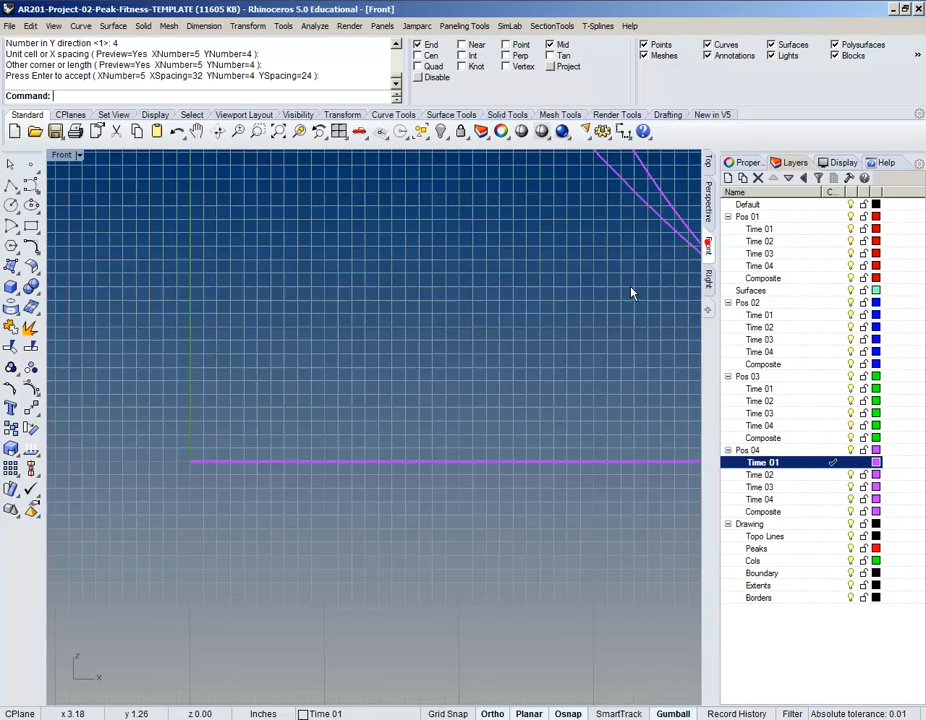 AR201-Project-02-Peak-Fitness-TEMPLATE (11605 KB) - Rhinoceros 5.0 Educational - [Front]
File Edit View Curve Surface Solid Mesh Dimension Transform Tools Analyze Render Panels Jamparc Paneling Tools SimLab SectionTools T-Splines Help
Number in Y direction <1>: 4
Unit cell or X spacing ( Preview=Yes XNumber=5 YNumber=4 ):
Other corner or length ( Preview=Yes XNumber=5 YNumber=4 ):
Press Enter to accept ( XNumber=5 XSpacing=32 YNumber=4 YSpacing=24 ):
Command:
End Near Point Mid
Cen Int Perp Tan
Quad Knot Vertex Project
Disable
Points Curves Surfaces Polysurfaces
Meshes Annotations Lights Blocks
Standard CPlanes Select Viewport Layout Visibility Transform Curve Tools Surface Tools Solid Tools Mesh Tools Render Tools Drafting New in V5
Front
Top
Perspective
Front
Right
Proper... Layers Display Help
Name C...
Default
Pos 01
Time 01
Time 02
Time 03
Time 04
Composite
Surfaces
Pos 02
Time 01
Time 02
Time 03
Time 04
Composite
Pos 03
Time 01
Time 02
Time 03
Time 04
Composite
Pos 04
Time 01
Time 02
Time 03
Time 04
Composite
Drawing
Topo Lines
Peaks
Cols
Boundary
Extents
Borders
z
x
CPlane x 3.18 y 1.26 z 0.00 Inches Time 01 Grid Snap Ortho Planar Osnap SmartTrack Gumball Record History Filter Absolute tolerance: 0.01